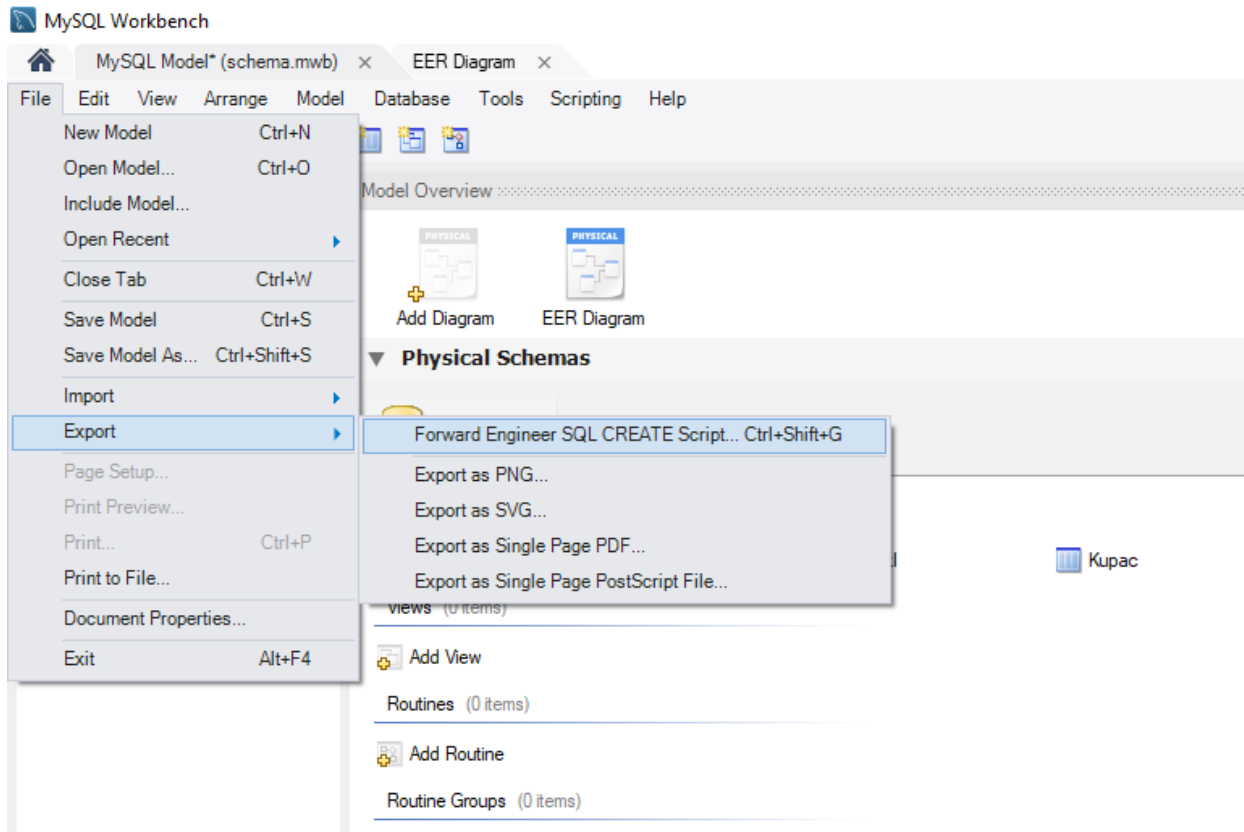 MySQL Workbench
MySQL Model* (schema.mwb) × EER Diagram ×
File Edit View Arrange Model Database Tools Scripting Help
New Model Ctrl+N
Open Model... Ctrl+O
Include Model...
Open Recent
Close Tab Ctrl+W
Save Model Ctrl+S
Save Model As... Ctrl+Shift+S
Import
Export
Page Setup...
Print Preview...
Print... Ctrl+P
Print to File...
Document Properties...
Exit Alt+F4
Forward Engineer SQL CREATE Script... Ctrl+Shift+G
Export as PNG...
Export as SVG...
Export as Single Page PDF...
Export as Single Page PostScript File...
Model Overview
PHYSICAL PHYSICAL
Add Diagram EER Diagram
Physical Schemas
Kupac
Views (0 items)
Add View
Routines (0 items)
Add Routine
Routine Groups (0 items)